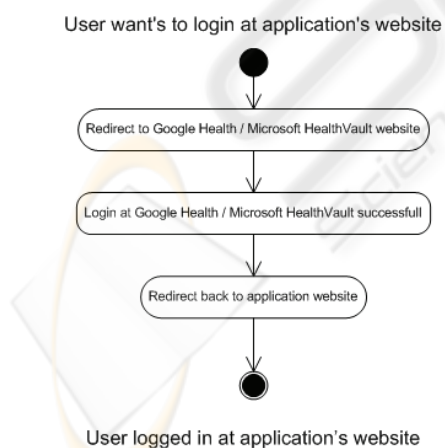 User want's to login at application's website
Redirect to Google Health / Microsoft HealthVault website
Login at Google Health / Microsoft HealthVault successfull
Redirect back to application website
User logged in at application's website